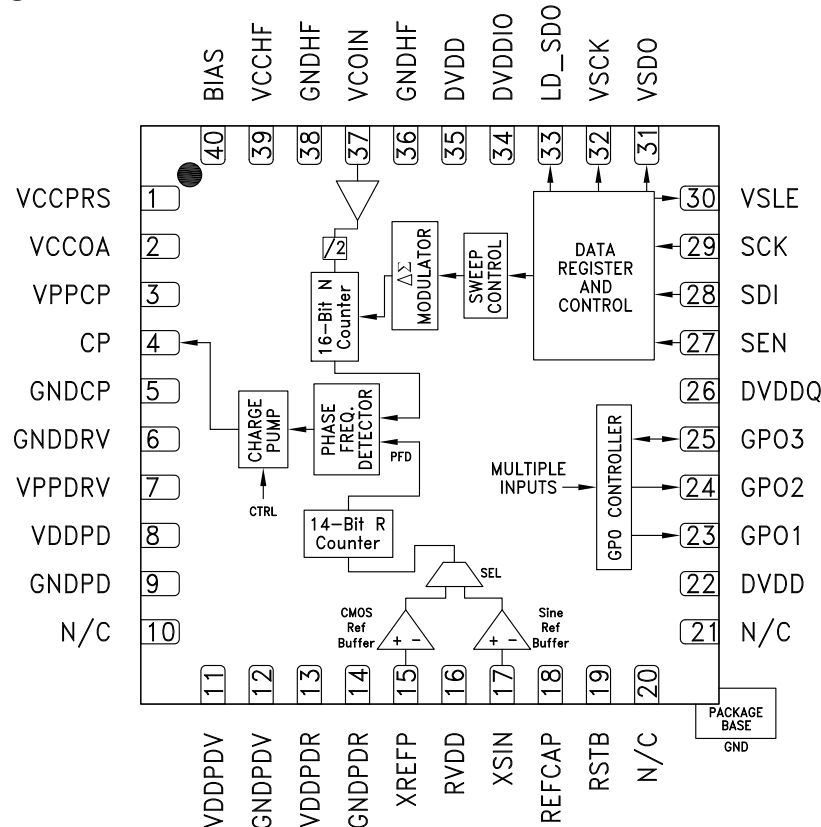 BIAS
VCCHF
GNDHF
VCOIN
GNDHF
DVDD
DVDDIO
LD_SDO
VSCK
VSDO
40
39
38
37
36
35
34
33
32
31
VCCPRS 1
VCCOA 2
VPPCP 3
CP 4
GNDCP 5
GNDDRV 6
VPPDRV 7
VDDPD 8
GNDPD 9
N/C 10
/2
16-Bit N
Counter
ΔΣ
MODULATOR
SWEEP
CONTROL
DATA
REGISTER
AND
CONTROL
CHARGE
PUMP
CTRL
PHASE
FREQ.
DETECTOR
PFD
MULTIPLE
INPUTS
GPO CONTROLLER
14-Bit R
Counter
SEL
CMOS
Ref
Buffer
+ -
Sine
Ref
Buffer
+ -
30 VSLE
29 SCK
28 SDI
27 SEN
26 DVDDQ
25 GPO3
24 GPO2
23 GPO1
22 DVDD
21 N/C
11
12
13
14
15
16
17
18
19
20
VDDPDV
GNDPDV
VDDPDR
GNDPDR
XREFP
RVDD
XSIN
REFCAP
RSTB
N/C
PACKAGE
BASE
GND